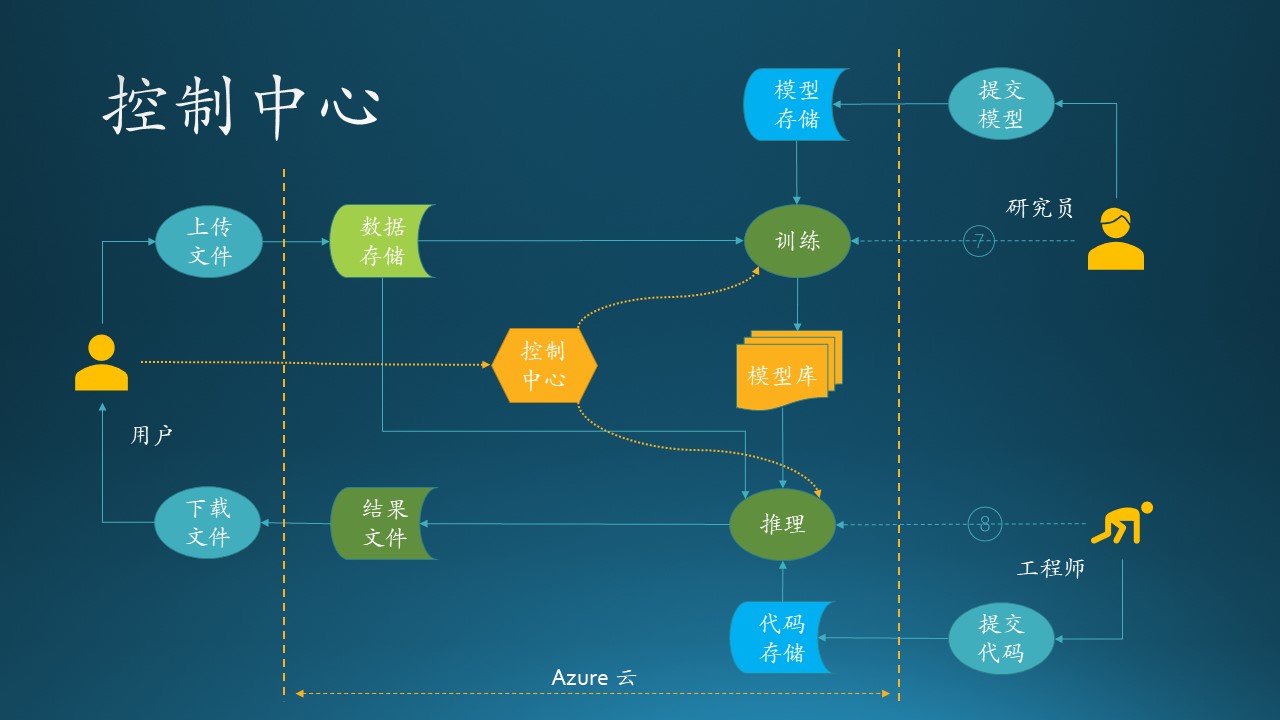 控制中心
模型
存储
提交
模型
研究员
上传
文件
数据
存储
训练
7
控制
中心
模型库
用户
下载
文件
结果
文件
推理
8
工程师
代码
存储
提交
代码
Azure 云